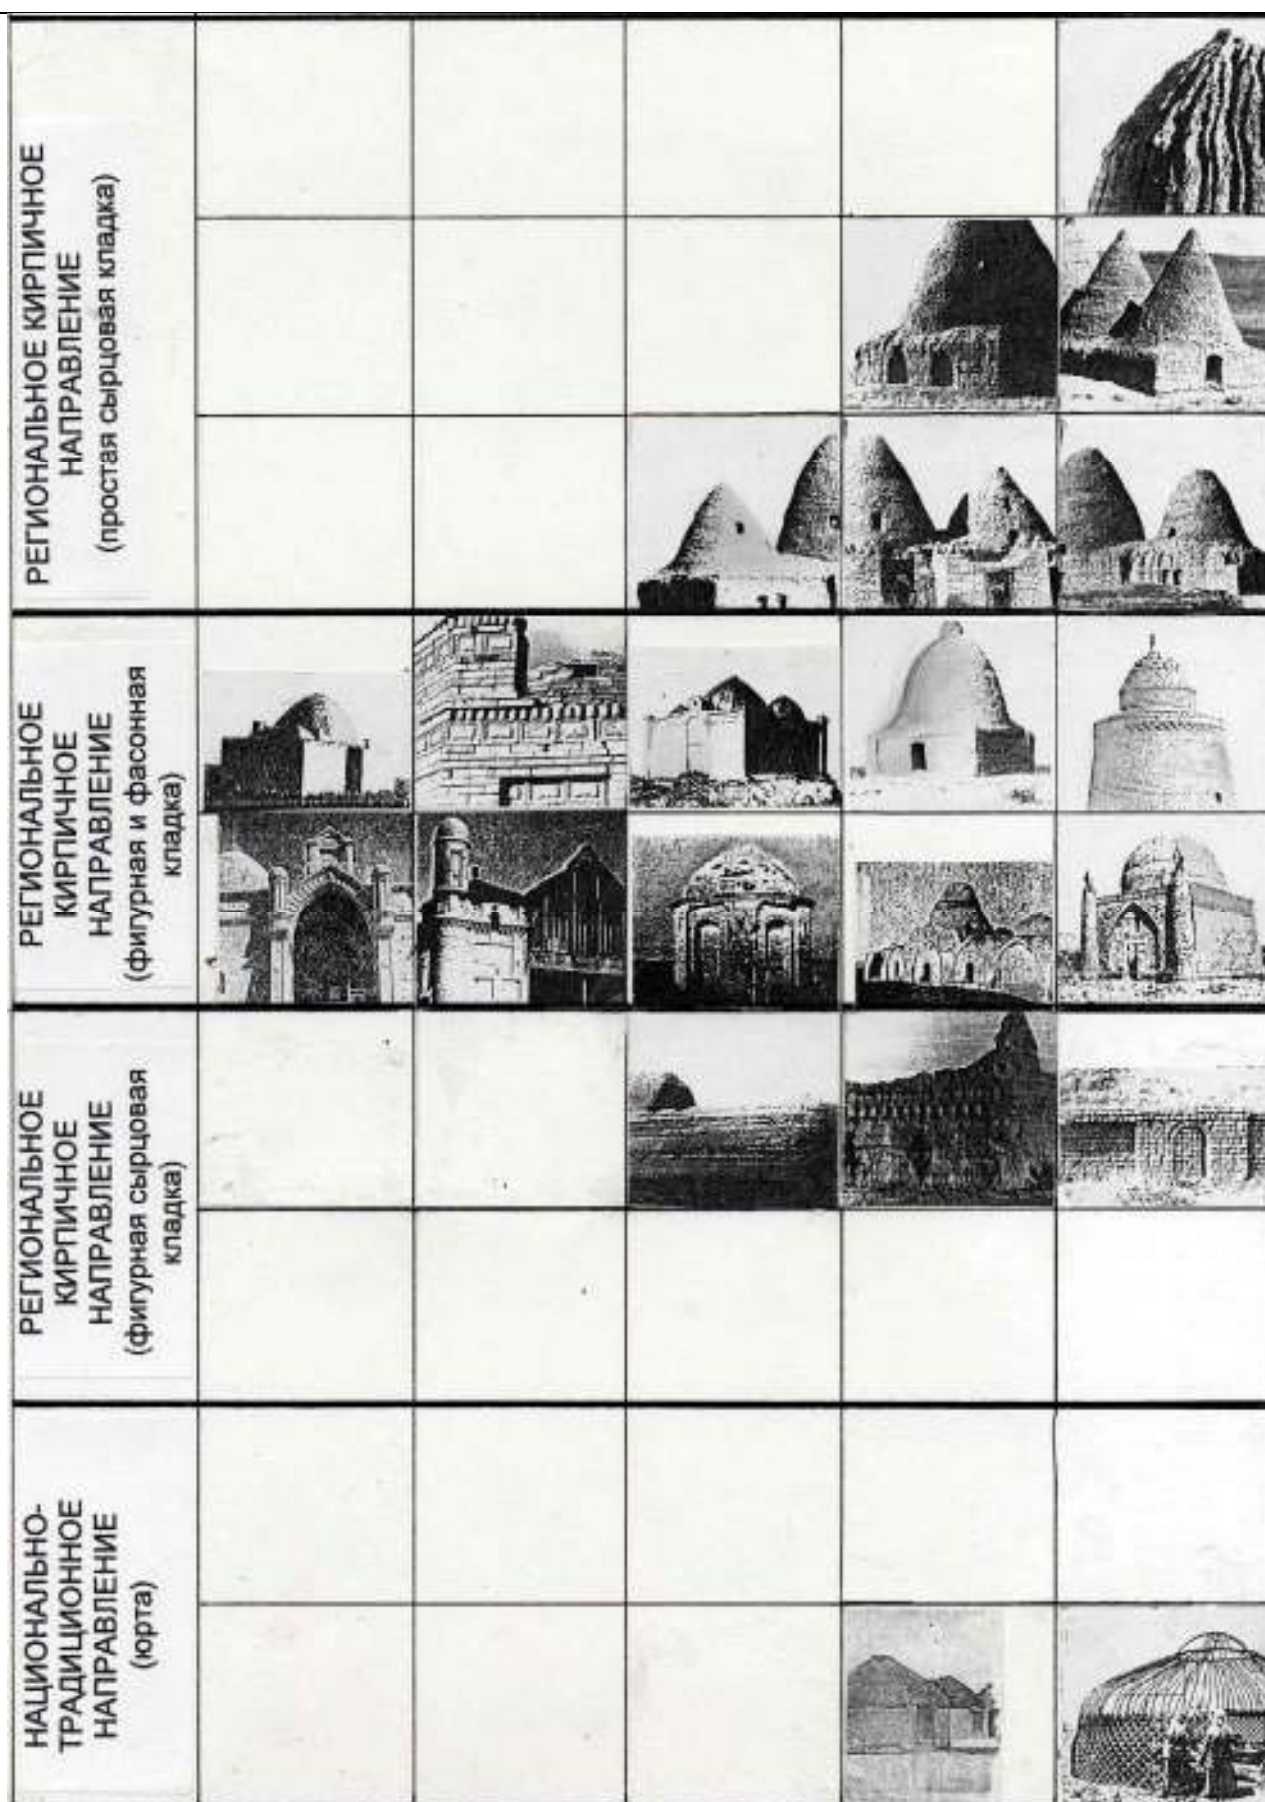 РЕГИОНАЛЬНОЕ КИРПИЧНОЕ
НАПРАВЛЕНИЕ
(простая сырцовая кладка)
РЕГИОНАЛЬНОЕ
КИРПИЧНОЕ
НАПРАВЛЕНИЕ
(фигурная и фасонная
кладка)
РЕГИОНАЛЬНОЕ
КИРПИЧНОЕ
НАПРАВЛЕНИЕ
(фигурная сырцовая
кладка)
НАЦИОНАЛЬНО-
ТРАДИЦИОННОЕ
НАПРАВЛЕНИЕ
(юрта)